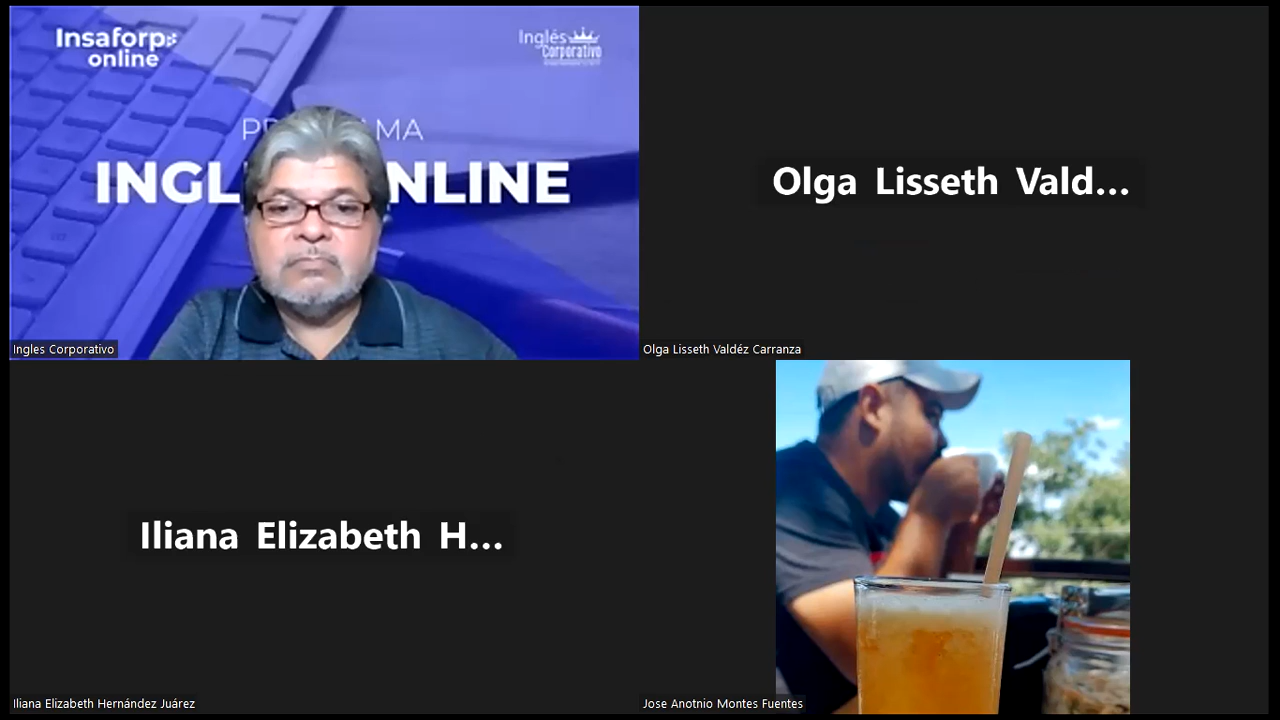 Insaforp
online
Inglés
Corporativo
INGL NLINE
Ingles Corporativo
Olga Lisseth Vald...
Olga Lisseth Valdéz Carranza
Iliana Elizabeth H...
Iliana Elizabeth Hernández Juárez
Jose Anotnio Montes Fuentes